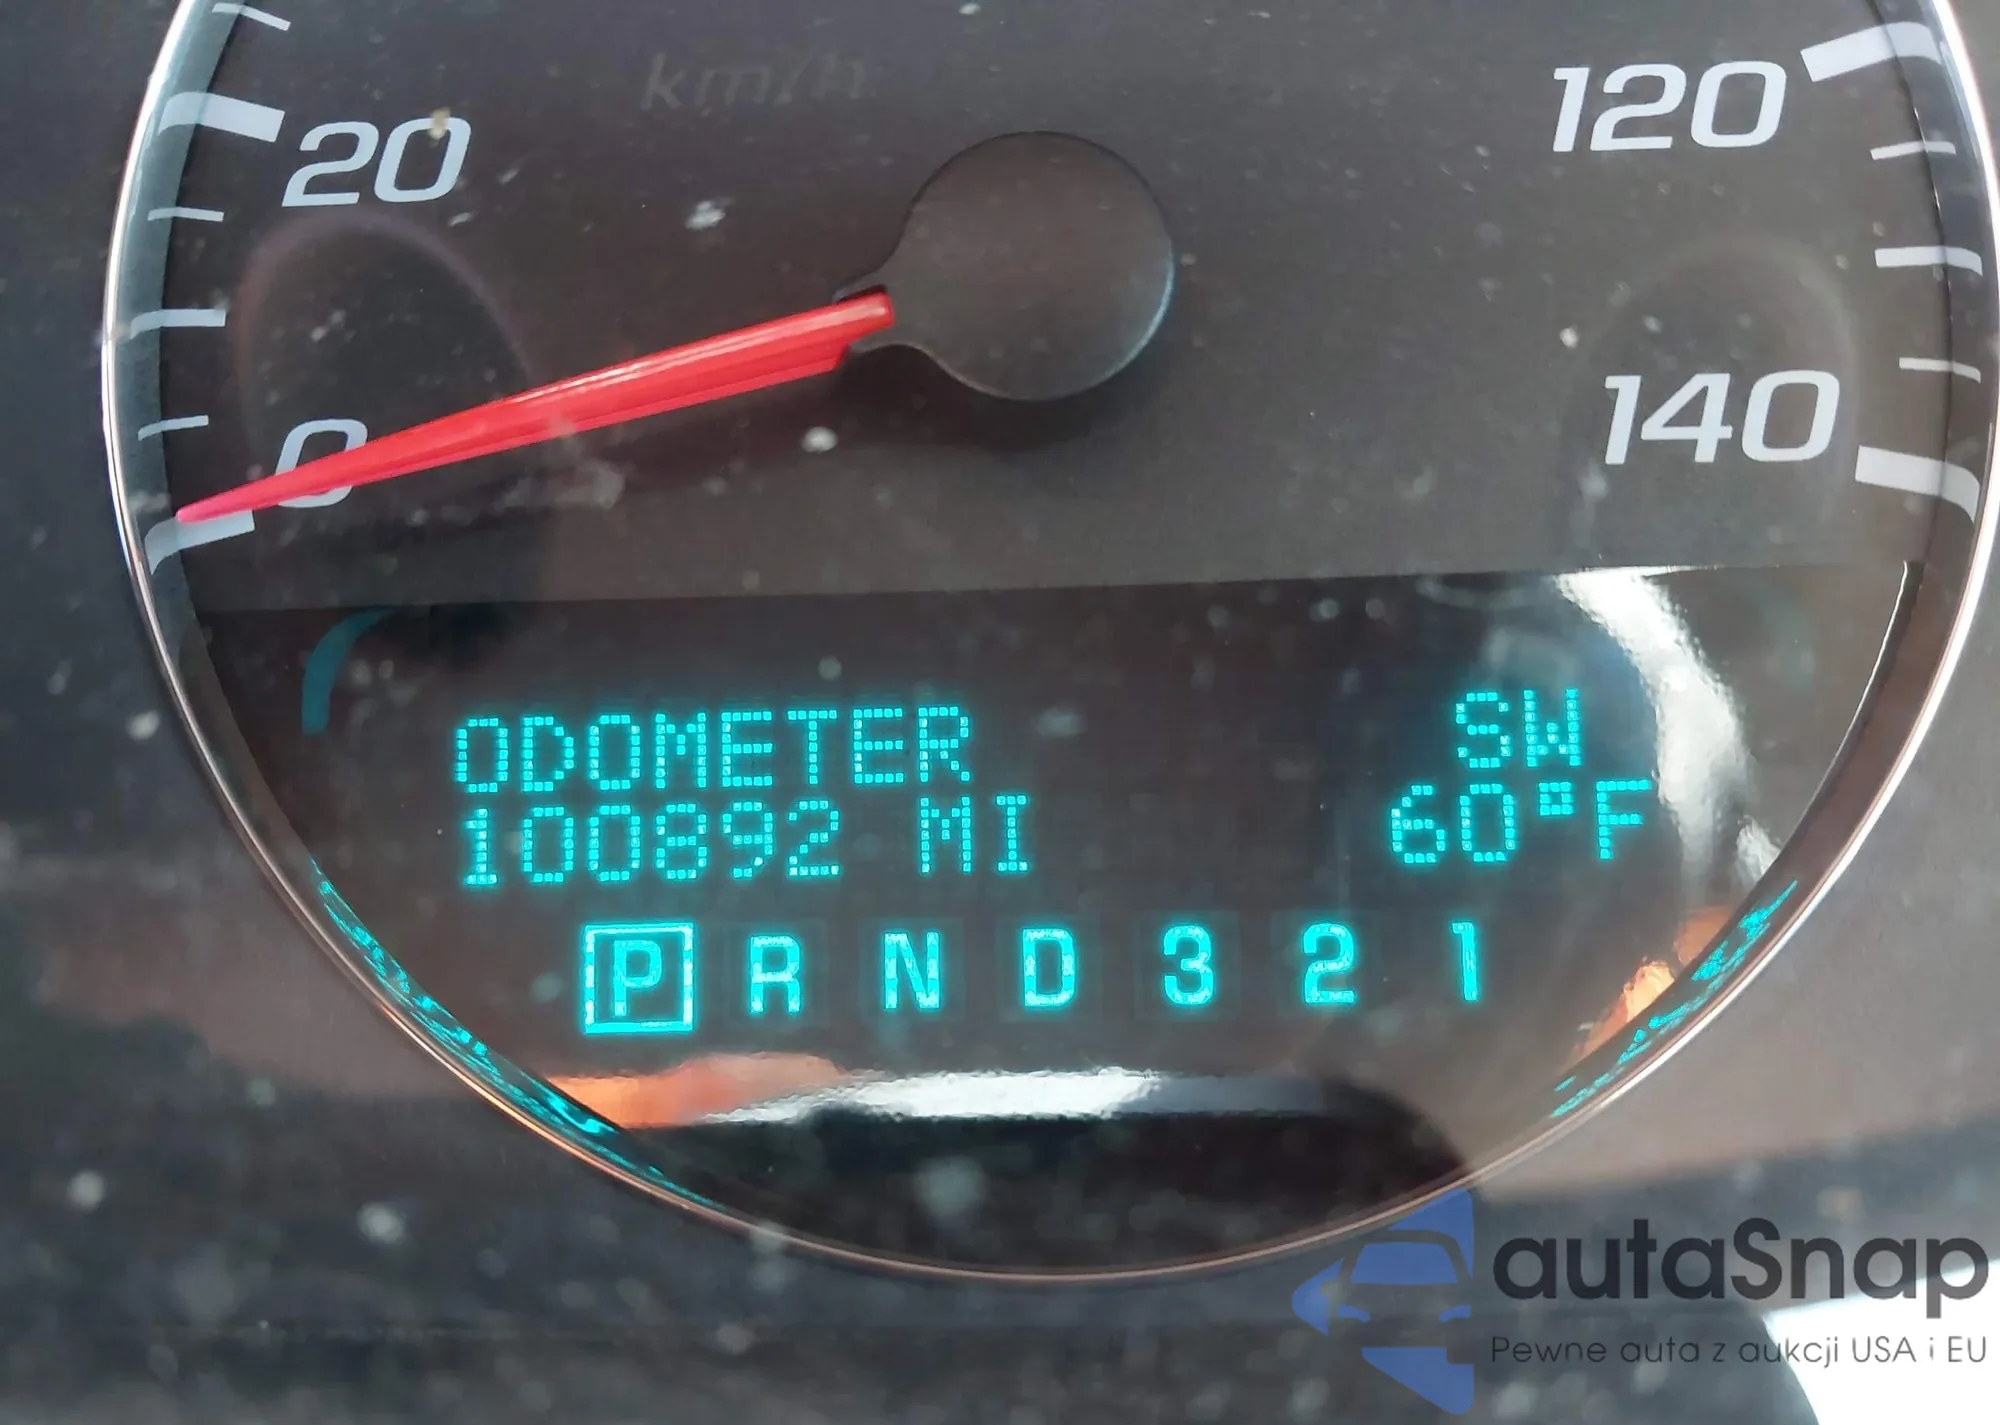 km/h
20
120
0
140
ODOMETER
SW
100892 MI
60°F
P R N D 3 2 1
autaSnap
Pewne auta z aukcji USA i EU